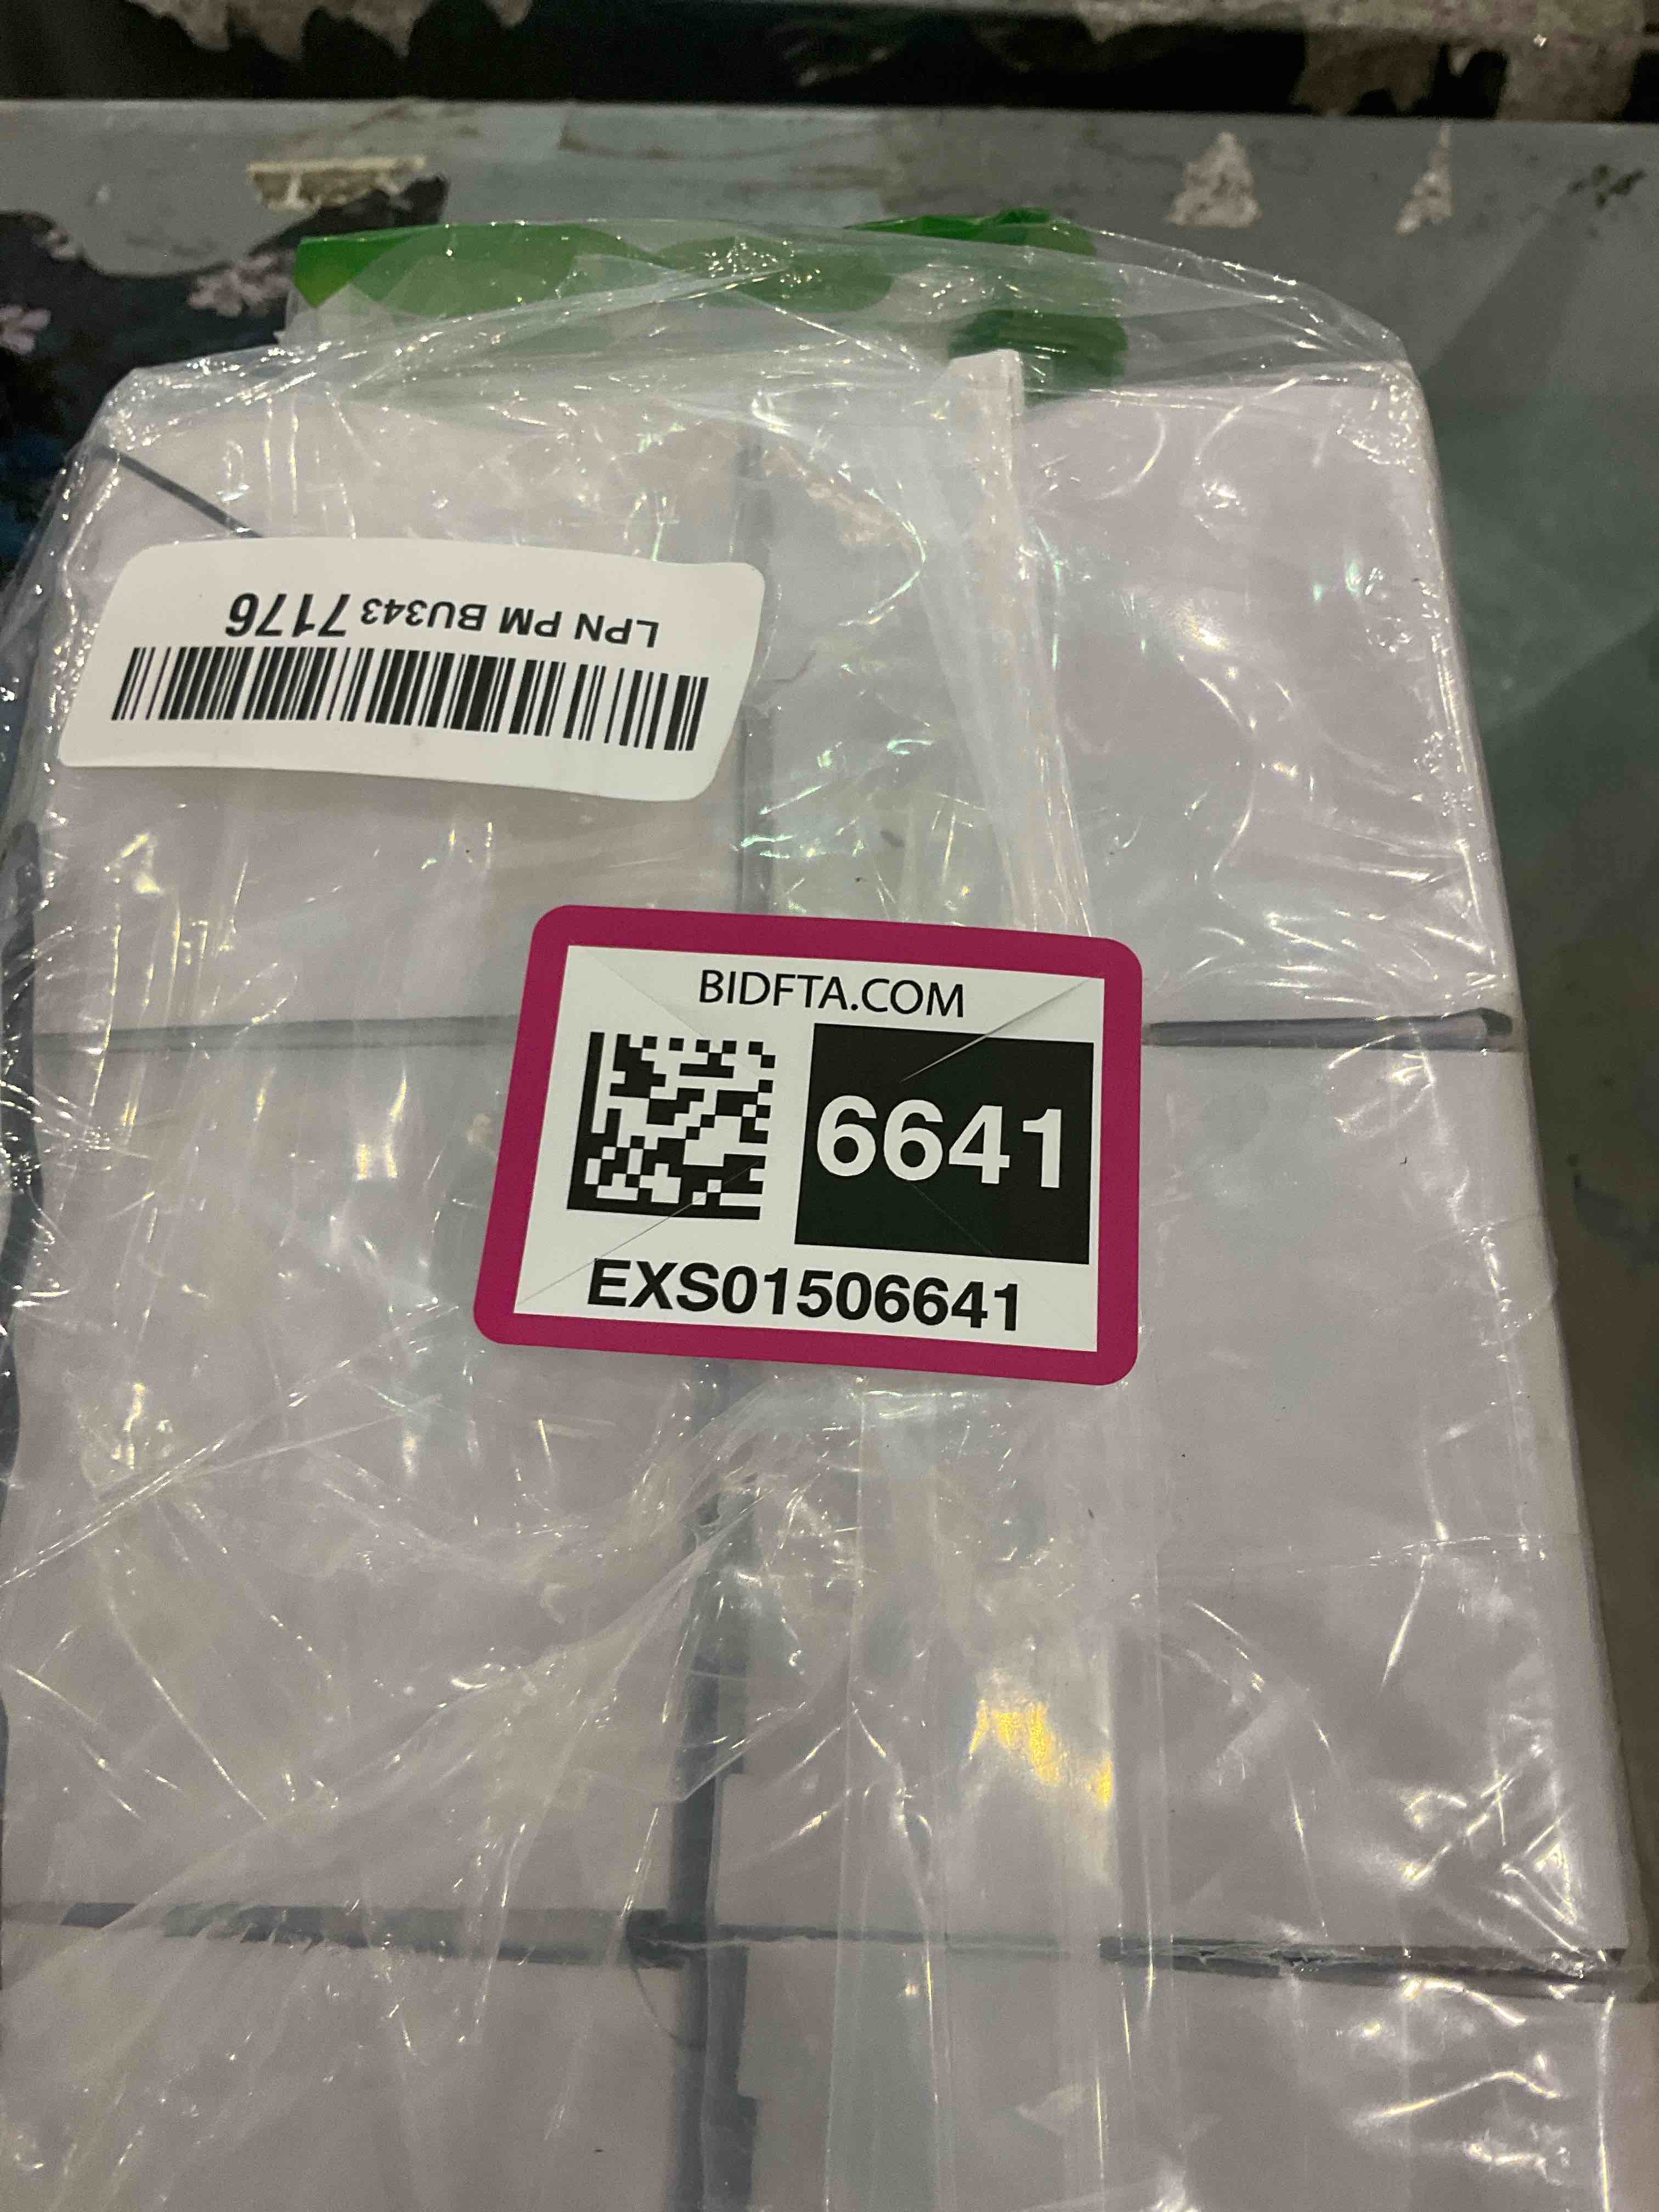 LPN PM BU343 7176
BIDFTA.COM
6641
EXS01506641